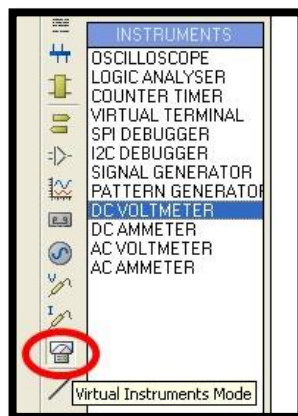 INSTRUMENTS
OSCILLOSCOPE
LOGIC ANALYSER
COUNTER TIMER
VIRTUAL TERMINAL
SPI DEBUGGER
I2C DEBUGGER
SIGNAL GENERATOR
PATTERN GENERATOR
DC VOLTMETER
DC AMMETER
AC VOLTMETER
AC AMMETER
V
I
Virtual Instruments Mode